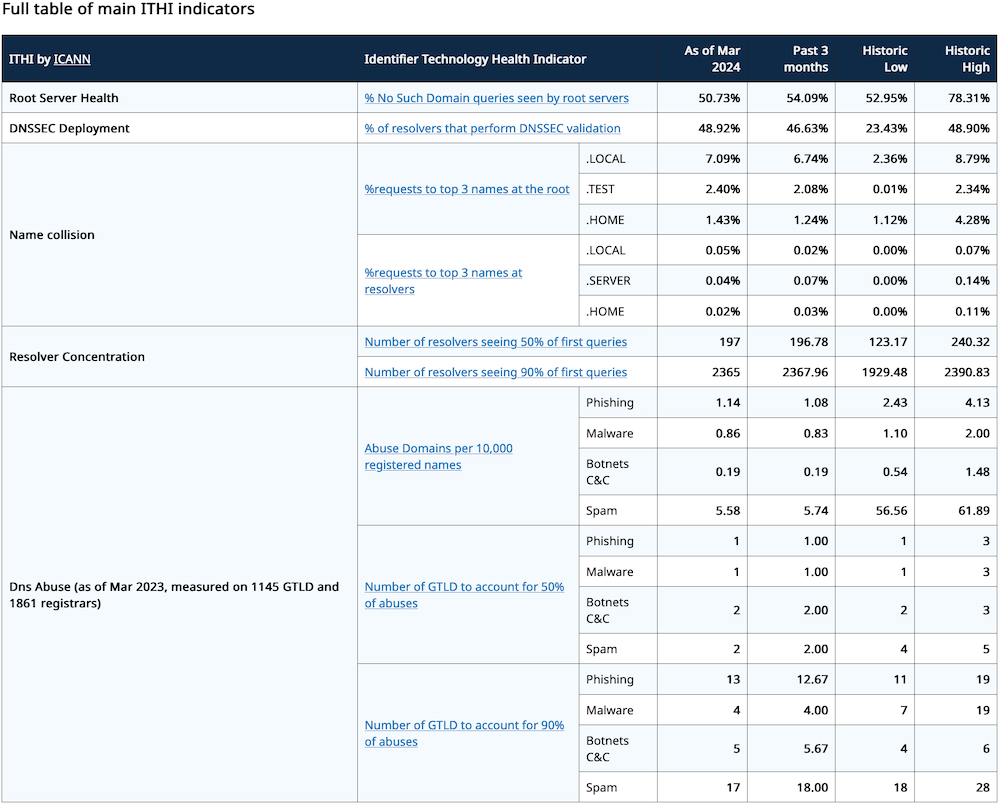 Full table of main ITHI indicators
ITHI by ICANN Identifier Technology Health Indicator As of Mar 2024 Past 3 months Historic Low Historic High
Root Server Health % No Such Domain queries seen by root servers 50.73% 54.09% 52.95% 78.31%
DNSSEC Deployment % of resolvers that perform DNSSEC validation 48.92% 46.63% 23.43% 48.90%
Name collision
%requests to top 3 names at the root
.LOCAL 7.09% 6.74% 2.36% 8.79%
.TEST 2.40% 2.08% 0.01% 2.34%
.HOME 1.43% 1.24% 1.12% 4.28%
%requests to top 3 names at
resolvers
.LOCAL 0.05% 0.02% 0.00% 0.07%
.SERVER 0.04% 0.07% 0.00% 0.14%
.HOME 0.02% 0.03% 0.00% 0.11%
Resolver Concentration
Number of resolvers seeing 50% of first queries 197 196.78 123.17 240.32
Number of resolvers seeing 90% of first queries 2365 2367.96 1929.48 2390.83
Dns Abuse (as of Mar 2023, measured on 1145 GTLD and
1861 registrars)
Abuse Domains per 10,000
registered names
Phishing 1.14 1.08 2.43 4.13
Malware 0.86 0.83 1.10 2.00
Botnets C&C 0.19 0.19 0.54 1.48
Spam 5.58 5.74 56.56 61.89
Number of GTLD to account for 50%
of abuses
Phishing 1 1.00 1 3
Malware 1 1.00 1 3
Botnets C&C 2 2.00 2 3
Spam 2 2.00 4 5
Number of GTLD to account for 90%
of abuses
Phishing 13 12.67 11 19
Malware 4 4.00 7 19
Botnets C&C 5 5.67 4 6
Spam 17 18.00 18 28